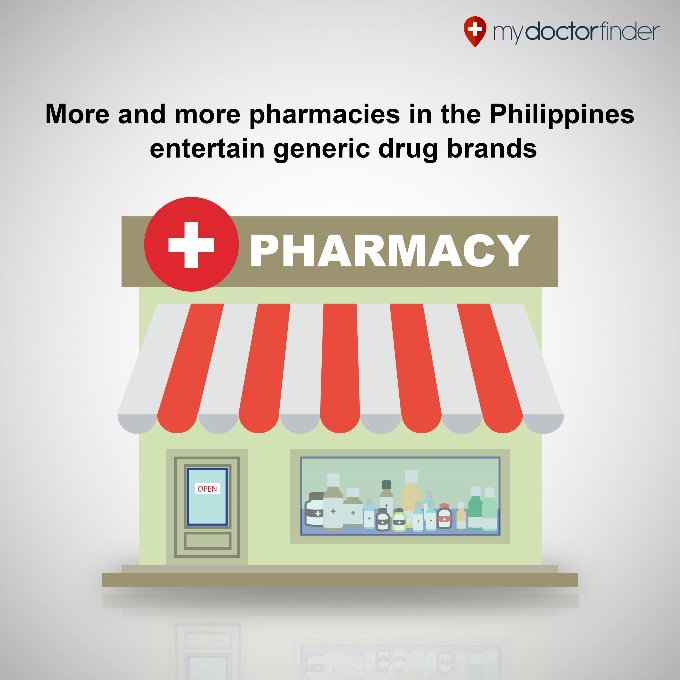 mydoctorfinder
More and more pharmacies in the Philippines
entertain generic drug brands
PHARMACY
OPEN